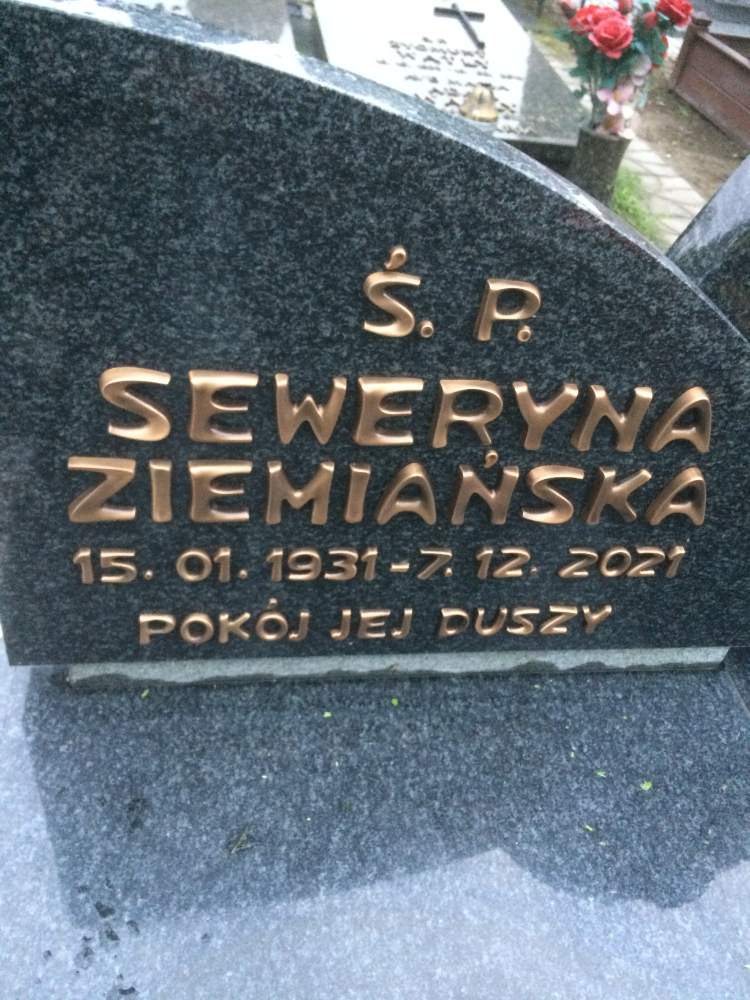 Ś. P.
SEWERYNA
ZIEMIAŃSKA
15. 01. 1931 - 7. 12. 2021
POKÓJ JEJ DUSZY